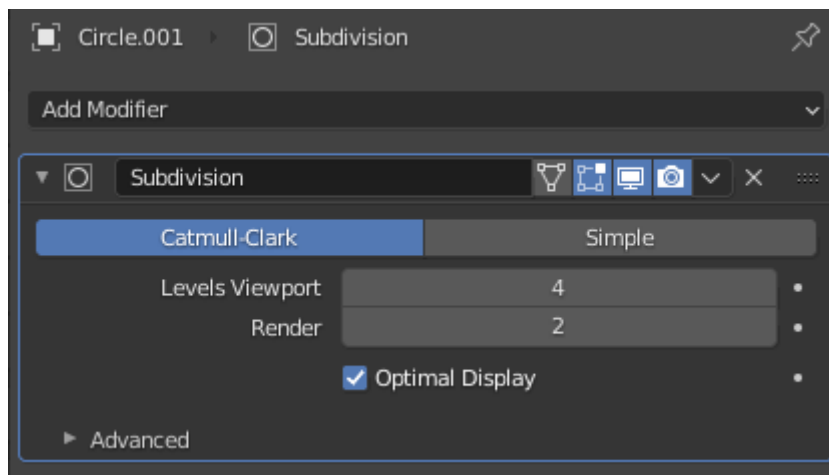 Circle.001 Subdivision
Add Modifier
Subdivision
Catmull-Clark Simple
Levels Viewport 4
Render 2
Optimal Display
Advanced